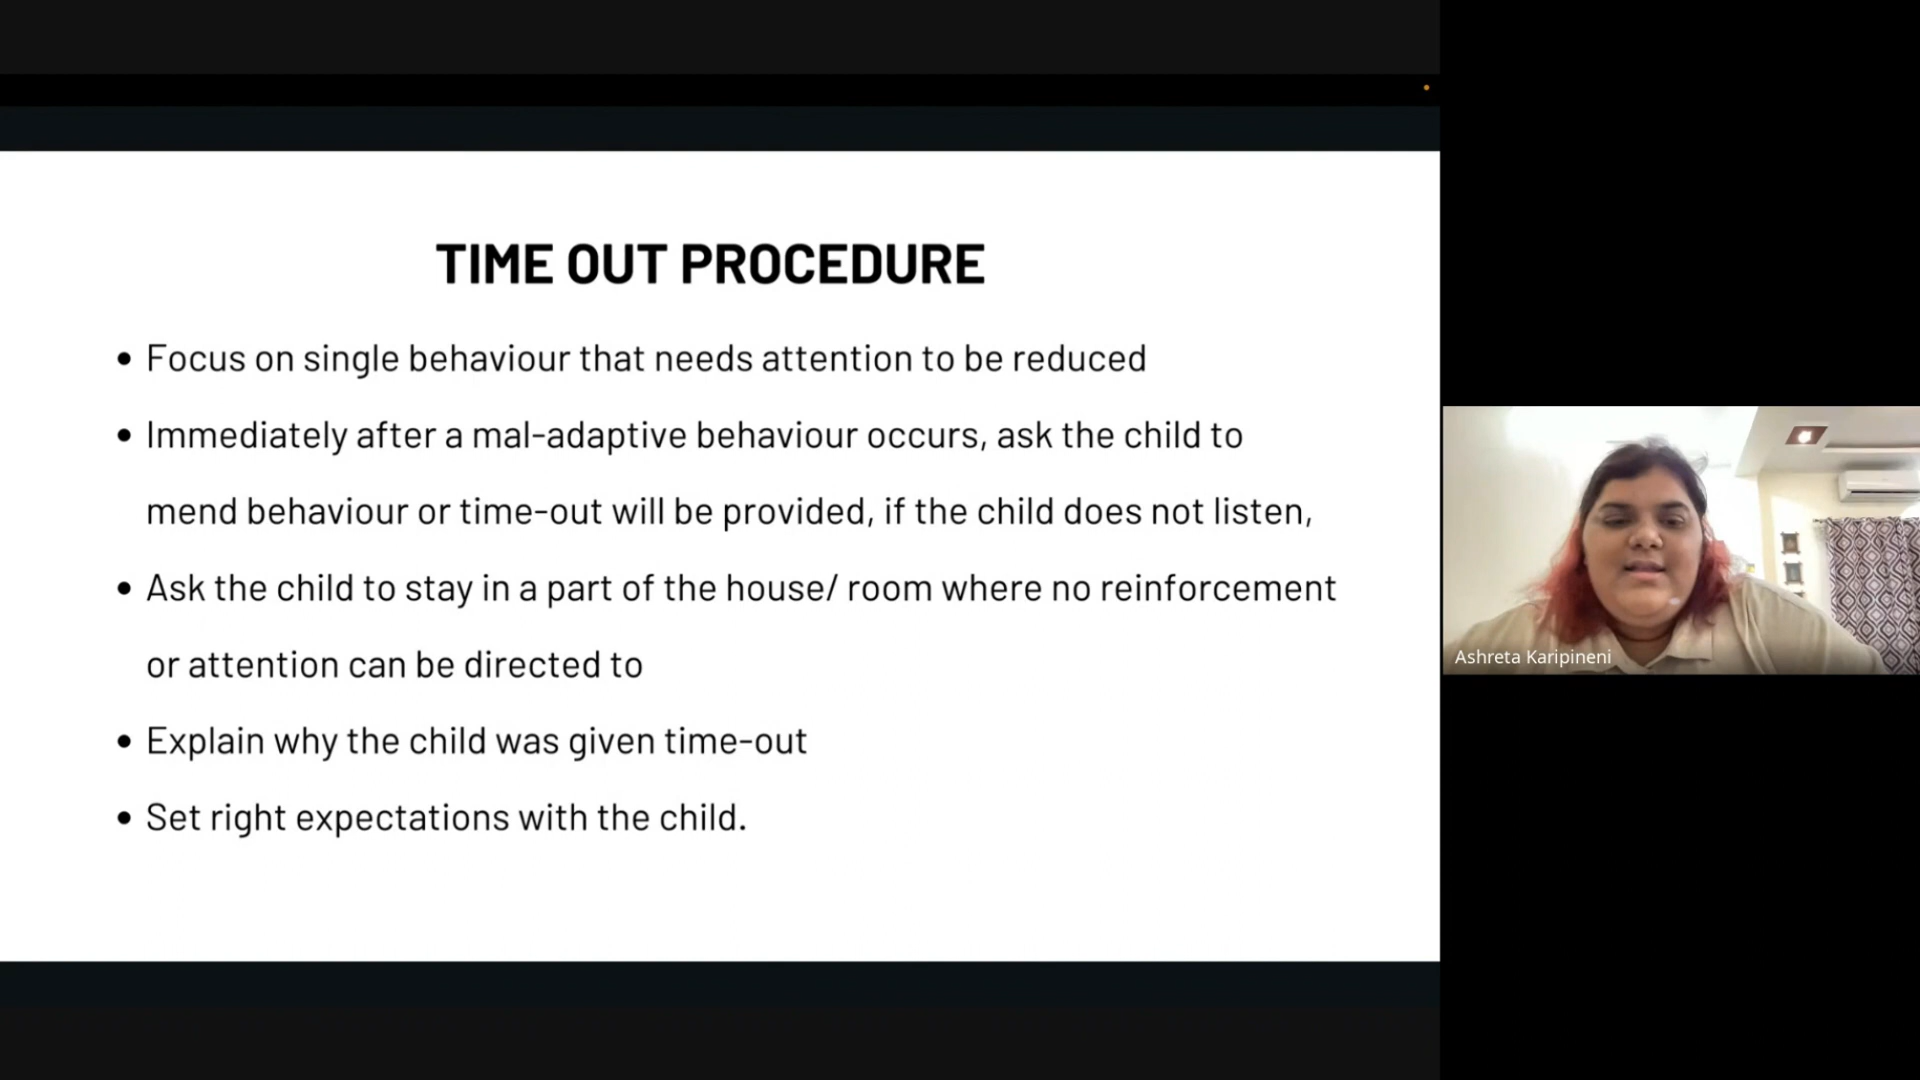 TIME OUT PROCEDURE
• Focus on single behaviour that needs attention to be reduced
• Immediately after a mal-adaptive behaviour occurs, ask the child to
mend behaviour or time-out will be provided, if the child does not listen,
• Ask the child to stay in a part of the house/ room where no reinforcement
or attention can be directed to
• Explain why the child was given time-out
• Set right expectations with the child.
Ashreta Karipineni